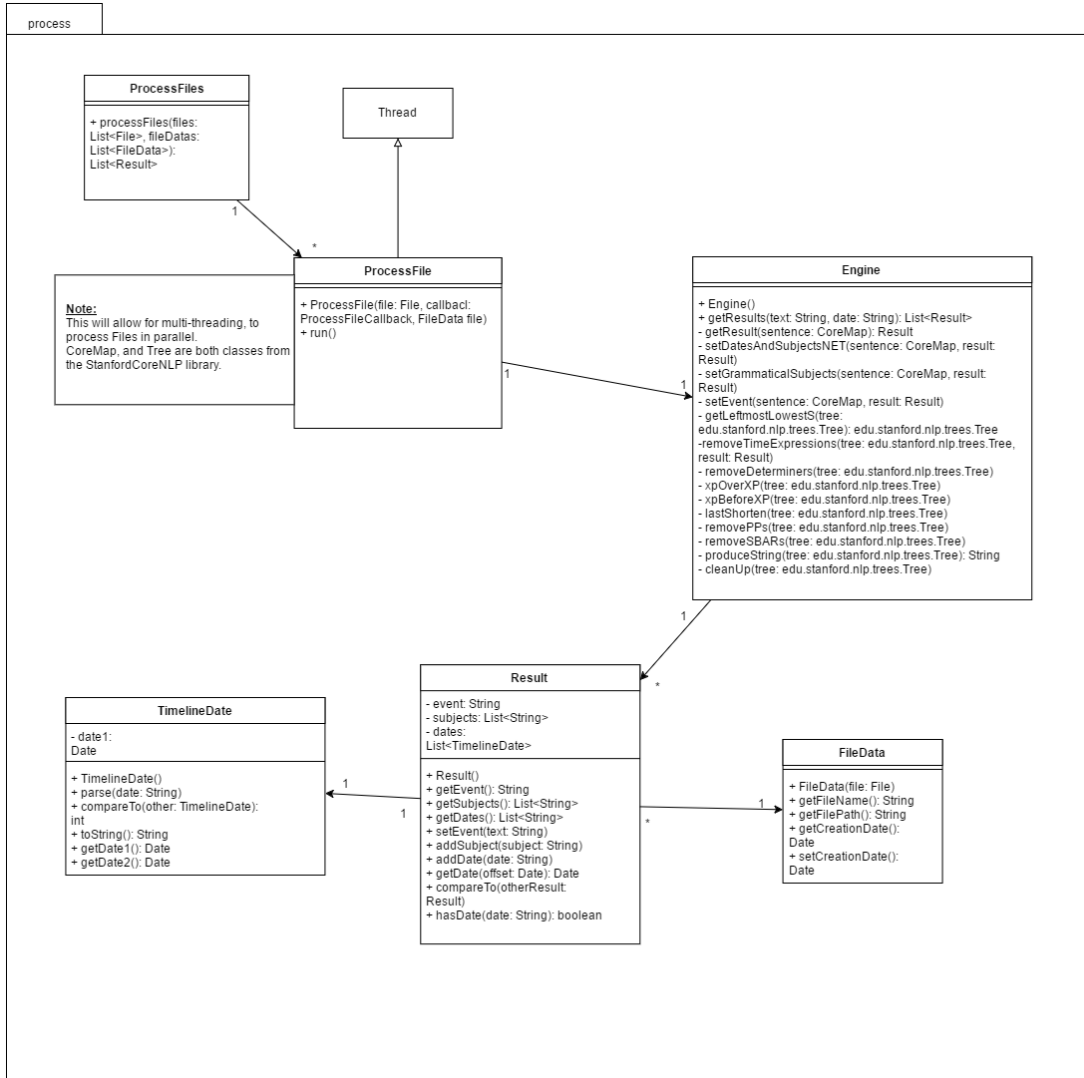 process
ProcessFiles
+ processFiles(files:
List<File>, fileDatas:
List<FileData>):
List<Result>
Thread
1
*
ProcessFile
+ ProcessFile(file: File, callbacl:
ProcessFileCallback, FileData file)
+ run()
Note:
This will allow for multi-threading, to
process Files in parallel.
CoreMap, and Tree are both classes from
the StanfordCoreNLP library.
1
1
Engine
+ Engine()
+ getResults(text: String, date: String): List<Result>
- getResult(sentence: CoreMap): Result
- setDatesAndSubjectsNET(sentence: CoreMap, result:
Result)
- setGrammaticalSubjects(sentence: CoreMap, result:
Result)
- setEvent(sentence: CoreMap, result: Result)
- getLeftmostLowestS(tree:
edu.stanford.nlp.trees.Tree): edu.stanford.nlp.trees.Tree
-removeTimeExpressions(tree: edu.stanford.nlp.trees.Tree,
result: Result)
- removeDeterminers(tree: edu.stanford.nlp.trees.Tree)
- xpOverXP(tree: edu.stanford.nlp.trees.Tree)
- xpBeforeXP(tree: edu.stanford.nlp.trees.Tree)
- lastShorten(tree: edu.stanford.nlp.trees.Tree)
- removePPs(tree: edu.stanford.nlp.trees.Tree)
- removeSBARs(tree: edu.stanford.nlp.trees.Tree)
- produceString(tree: edu.stanford.nlp.trees.Tree): String
- cleanUp(tree: edu.stanford.nlp.trees.Tree)
1
*
Result
- event: String
- subjects: List<String>
- dates:
List<TimelineDate>
+ Result()
+ getEvent(): String
+ getSubjects(): List<String>
+ getDates(): List<String>
+ setEvent(text: String)
+ addSubject(subject: String)
+ addDate(date: String)
+ getDate(offset: Date): Date
+ compareTo(otherResult:
Result)
+ hasDate(date: String): boolean
1
1
TimelineDate
- date1:
Date
+ TimelineDate()
+ parse(date: String)
+ compareTo(other: TimelineDate):
int
+ toString(): String
+ getDate1(): Date
+ getDate2(): Date
*
1
FileData
+ FileData(file: File)
+ getFileName(): String
+ getFilePath(): String
+ getCreationDate():
Date
+ setCreationDate():
Date